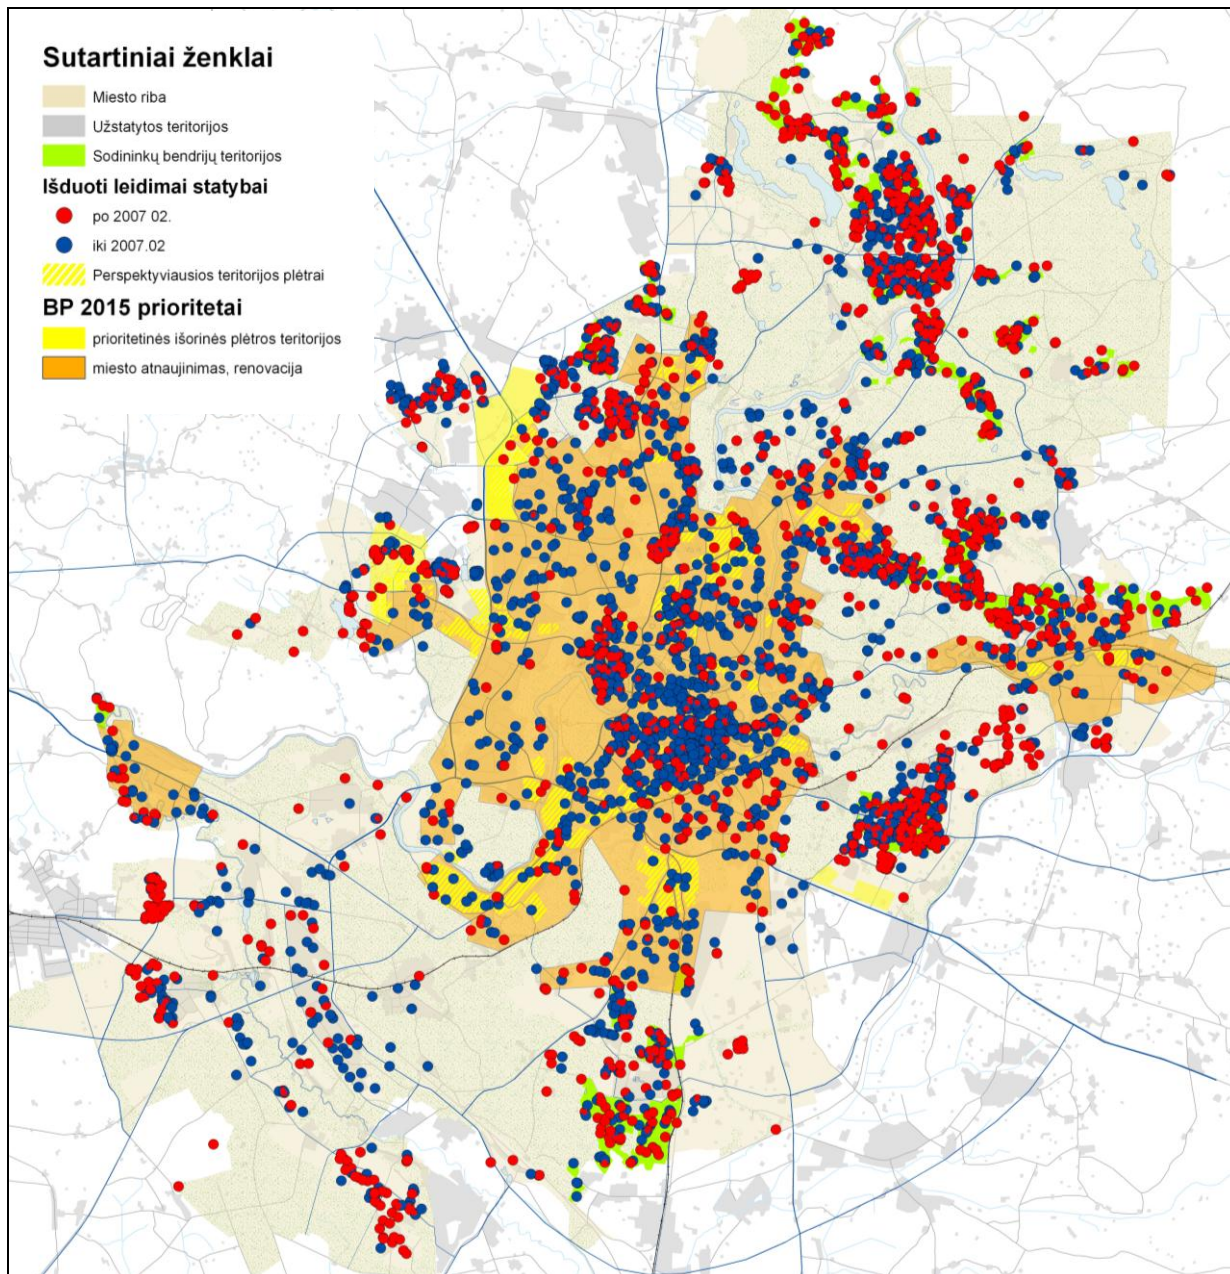 Sutartiniai ženklai
Miesto riba
Užstatytos teritorijos
Sodininkų bendrijų teritorijos
Išduoti leidimai statybai
po 2007 02.
iki 2007.02
Perspektyviausios teritorijos plėtrai
BP 2015 prioritetai
prioritetinės išorinės plėtros teritorijos
miesto atnaujinimas, renovacija